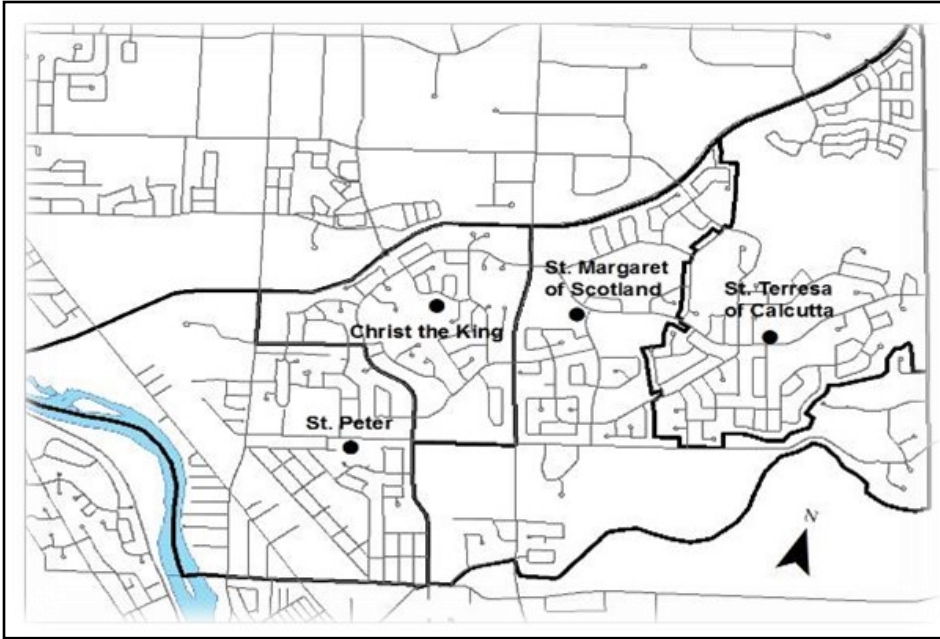 St. Margaret
of Scotland
St. Terresa
of Calcutta
Christ the King
St. Peter
N